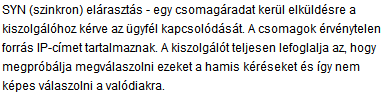 SYN (szinkron) elárasztás - egy csomagáradat kerül elküldésre a
kiszolgálóhoz kérve az ügyfél kapcsolódását. A csomagok érvénytelen
forrás IP-címet tartalmaznak. A kiszolgálót teljesen lefoglalja az, hogy
megpróbálja megválaszolni ezeket a hamis kéréseket és így nem
képes válaszolni a valódiakra.